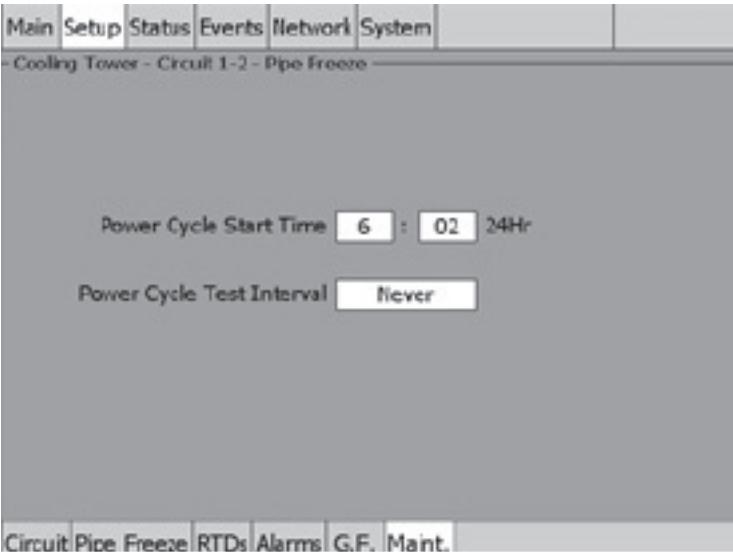 Main Setup Status Events Network System
Cooling Tower - Circuit 1-2 - Pipe Freeze
Power Cycle Start Time 6 : 02 24Hr
Power Cycle Test Interval Never
Circuit Pipe Freeze RTDs Alarms G.F. Maint.